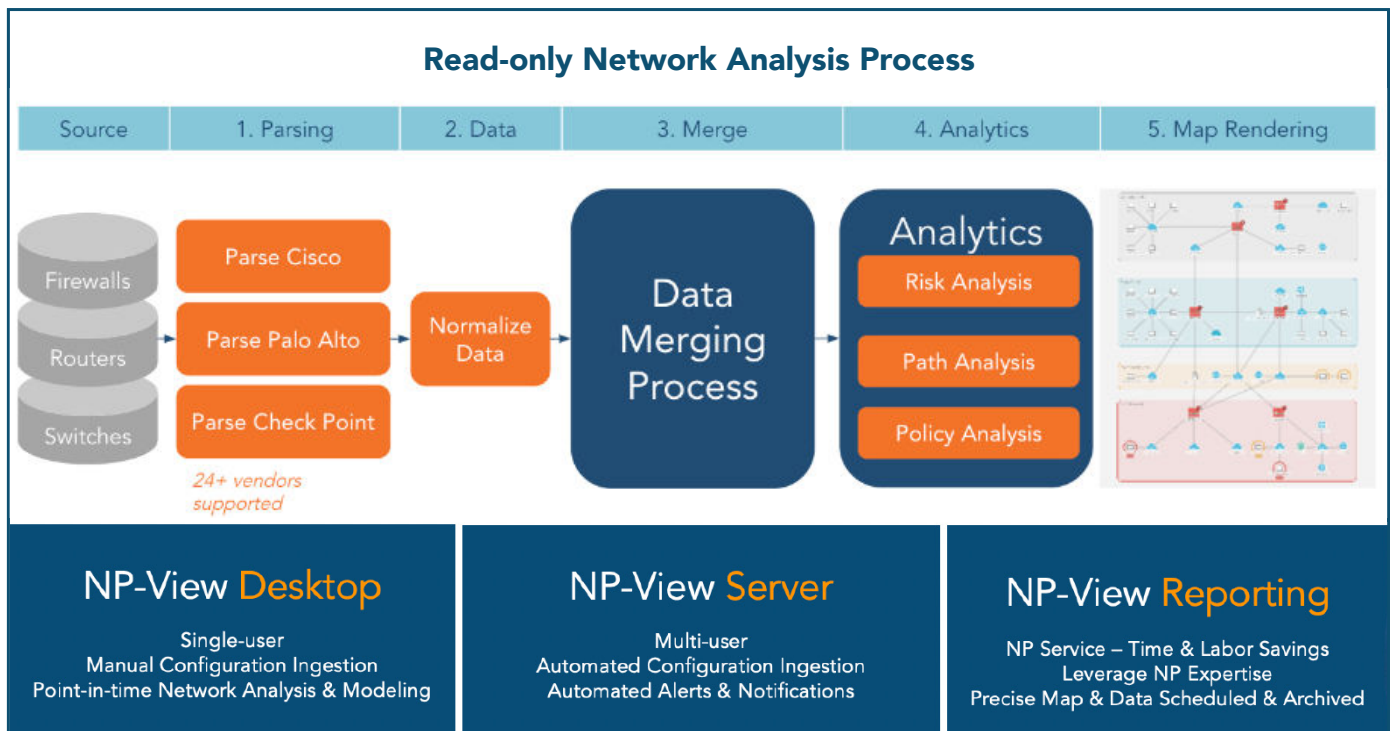 Read-only Network Analysis Process
Source
1. Parsing
2. Data
3. Merge
4. Analytics
5. Map Rendering
Firewalls
Routers
Switches
Parse Cisco
Parse Palo Alto
Parse Check Point
24+ vendors
supported
Normalize
Data
Data
Merging
Process
Analytics
Risk Analysis
Path Analysis
Policy Analysis
NP-View Desktop
Single-user
Manual Configuration Ingestion
Point-in-time Network Analysis & Modeling
NP-View Server
Multi-user
Automated Configuration Ingestion
Automated Alerts & Notifications
NP-View Reporting
NP Service – Time & Labor Savings
Leverage NP Expertise
Precise Map & Data Scheduled & Archived